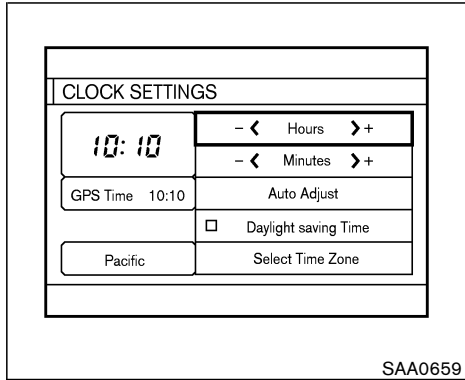 CLOCK SETTINGS
10:10
- < Hours > +
- < Minutes > +
GPS Time 10:10
Auto Adjust
Daylight saving Time
Pacific
Select Time Zone
SAA0659